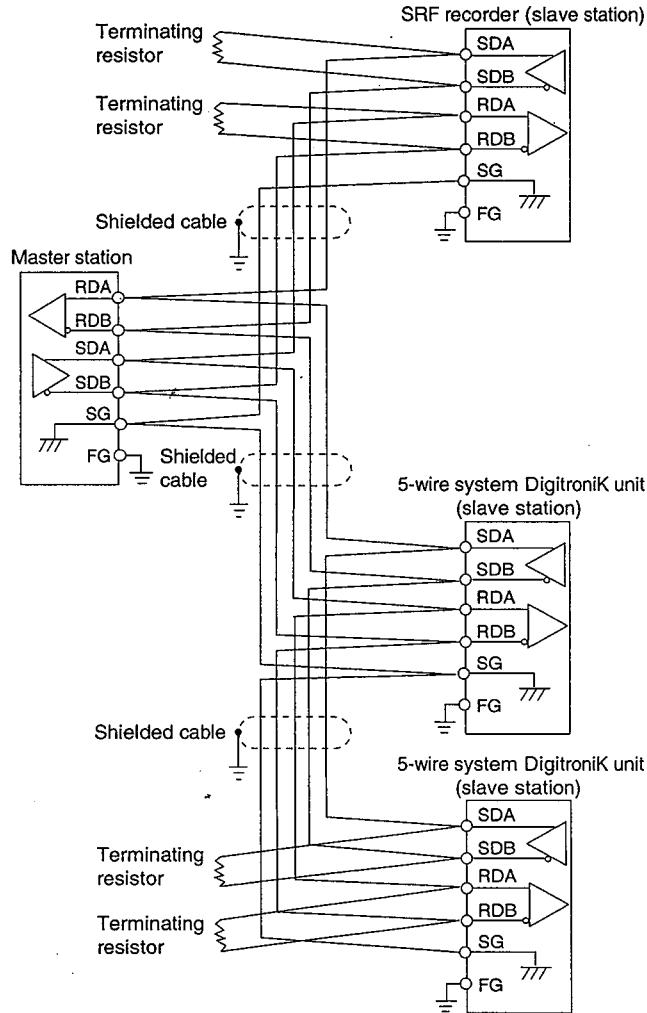 SRF recorder (slave station)
Terminating
resistor
SDA
SDB
Terminating
resistor
RDA
RDB
SG
FG
Shielded cable
Master station
RDA
RDB
SDA
SDB
SG
FG
Shielded
cable
5-wire system DigitroniK unit
(slave station)
SDA
SDB
RDA
RDB
SG
FG
Shielded cable
5-wire system DigitroniK unit
(slave station)
SDA
SDB
Terminating
resistor
RDA
RDB
Terminating
resistor
SG
FG